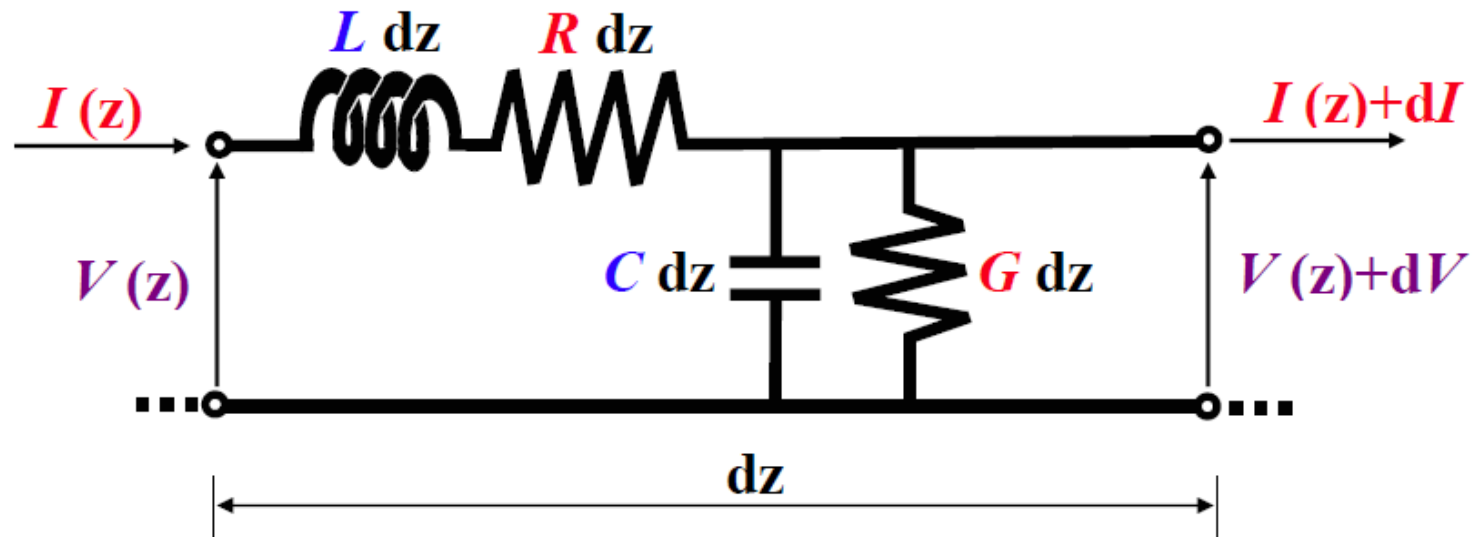 L dz
R dz
I (z)
I (z)+dI
V (z)
C dz
G dz
V (z)+dV
dz